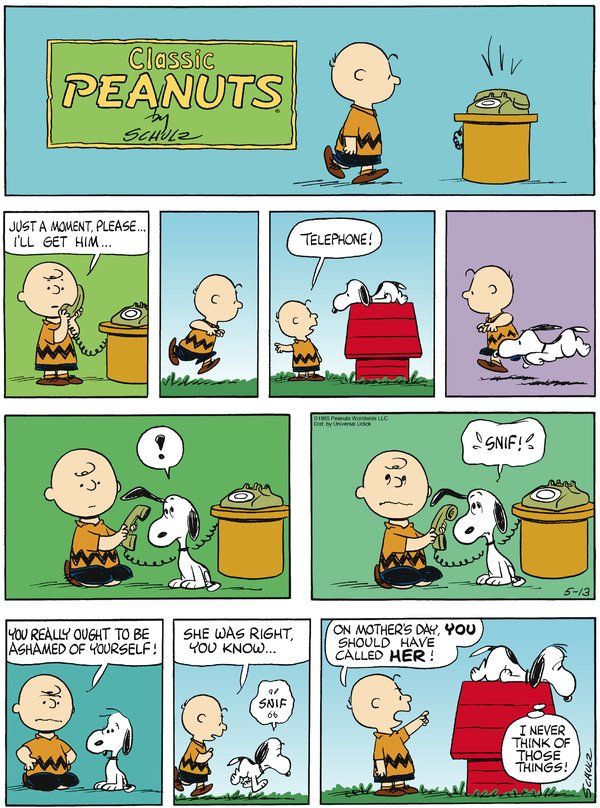 Classic
PEANUTS
by
SCHULZ
JUST A MOMENT, PLEASE...
I'LL GET HIM...
TELEPHONE!
!
©1965 Peanuts Worldwide LLC
Dist. by Universal Uclick
SNIF!
5-13
YOU REALLY OUGHT TO BE
ASHAMED OF YOURSELF!
SHE WAS RIGHT,
YOU KNOW...
SNIF
ON MOTHER'S DAY, YOU
SHOULD HAVE
CALLED HER!
I NEVER
THINK OF
THOSE
THINGS!
SCHULZ